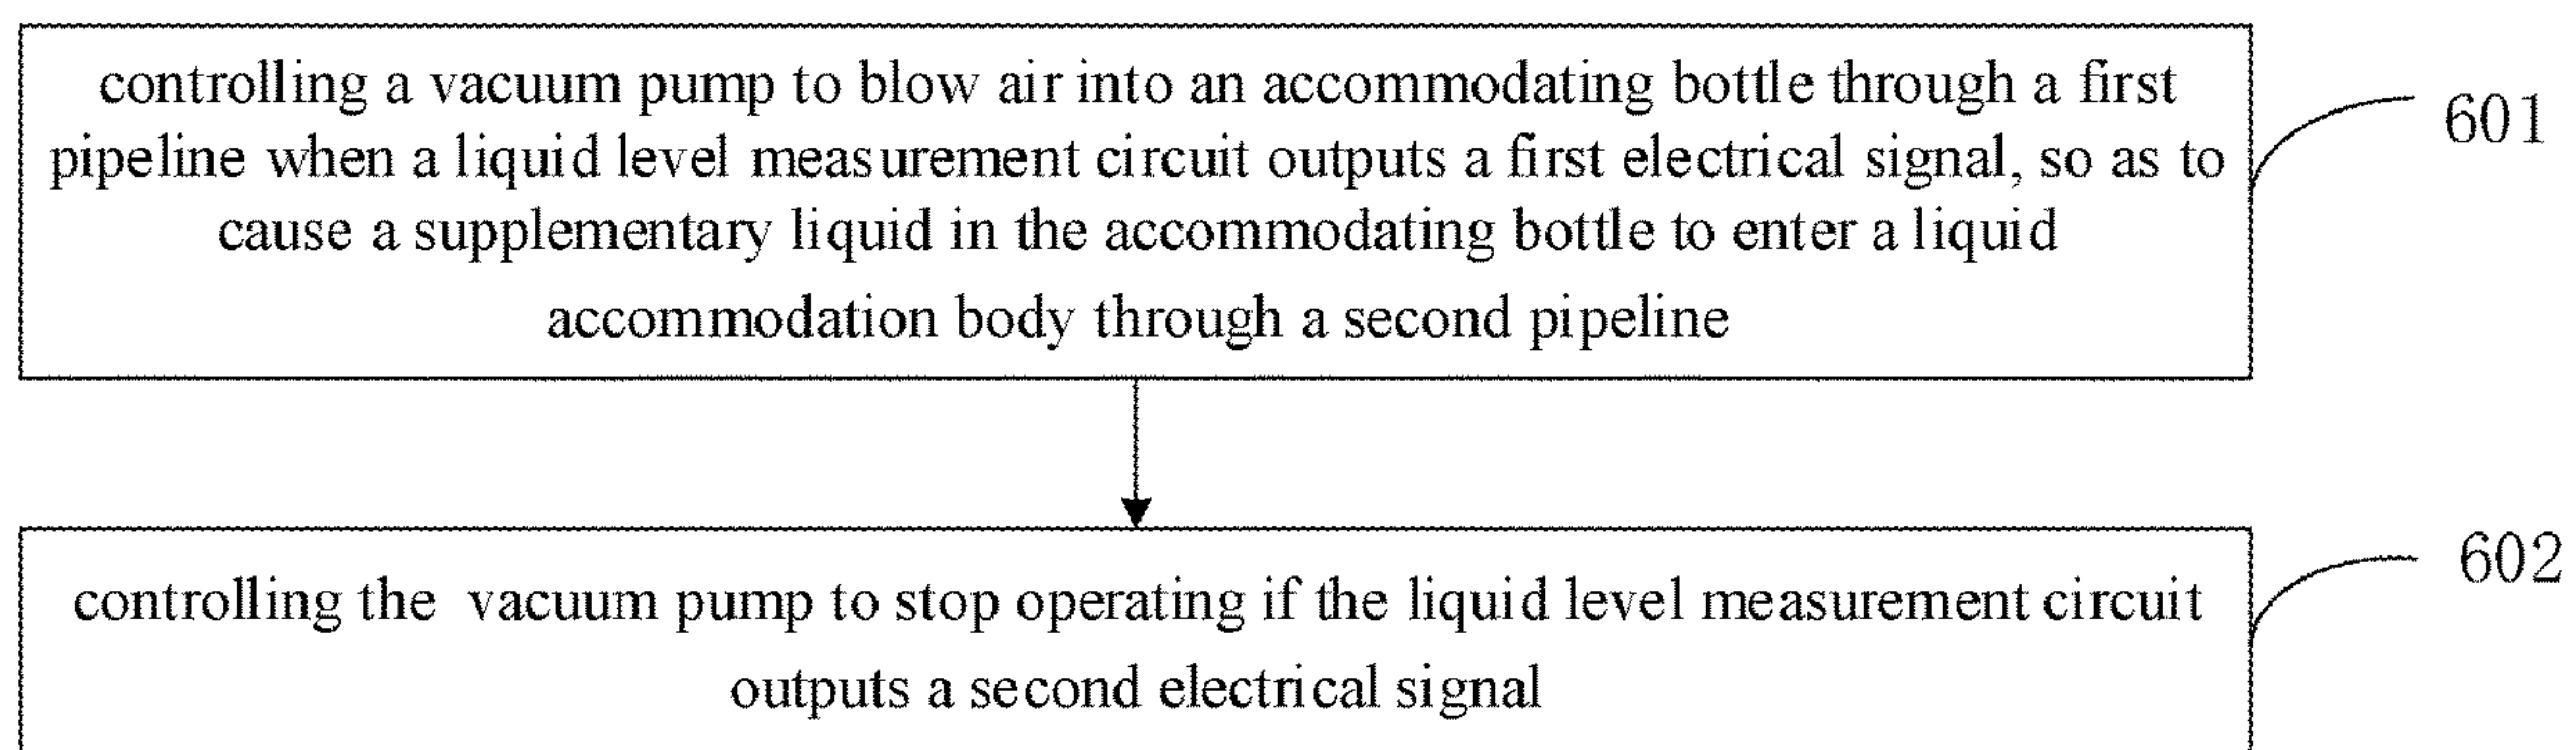 controlling a vacuum pump to blow air into an accommodating bottle through a first
pipeline when a liquid level measurement circuit outputs a first electrical signal, so as to
cause a supplementary liquid in the accommodating bottle to enter a liquid
accommodation body through a second pipeline
601
controlling the vacuum pump to stop operating if the liquid level measurement circuit
outputs a second electrical signal
602